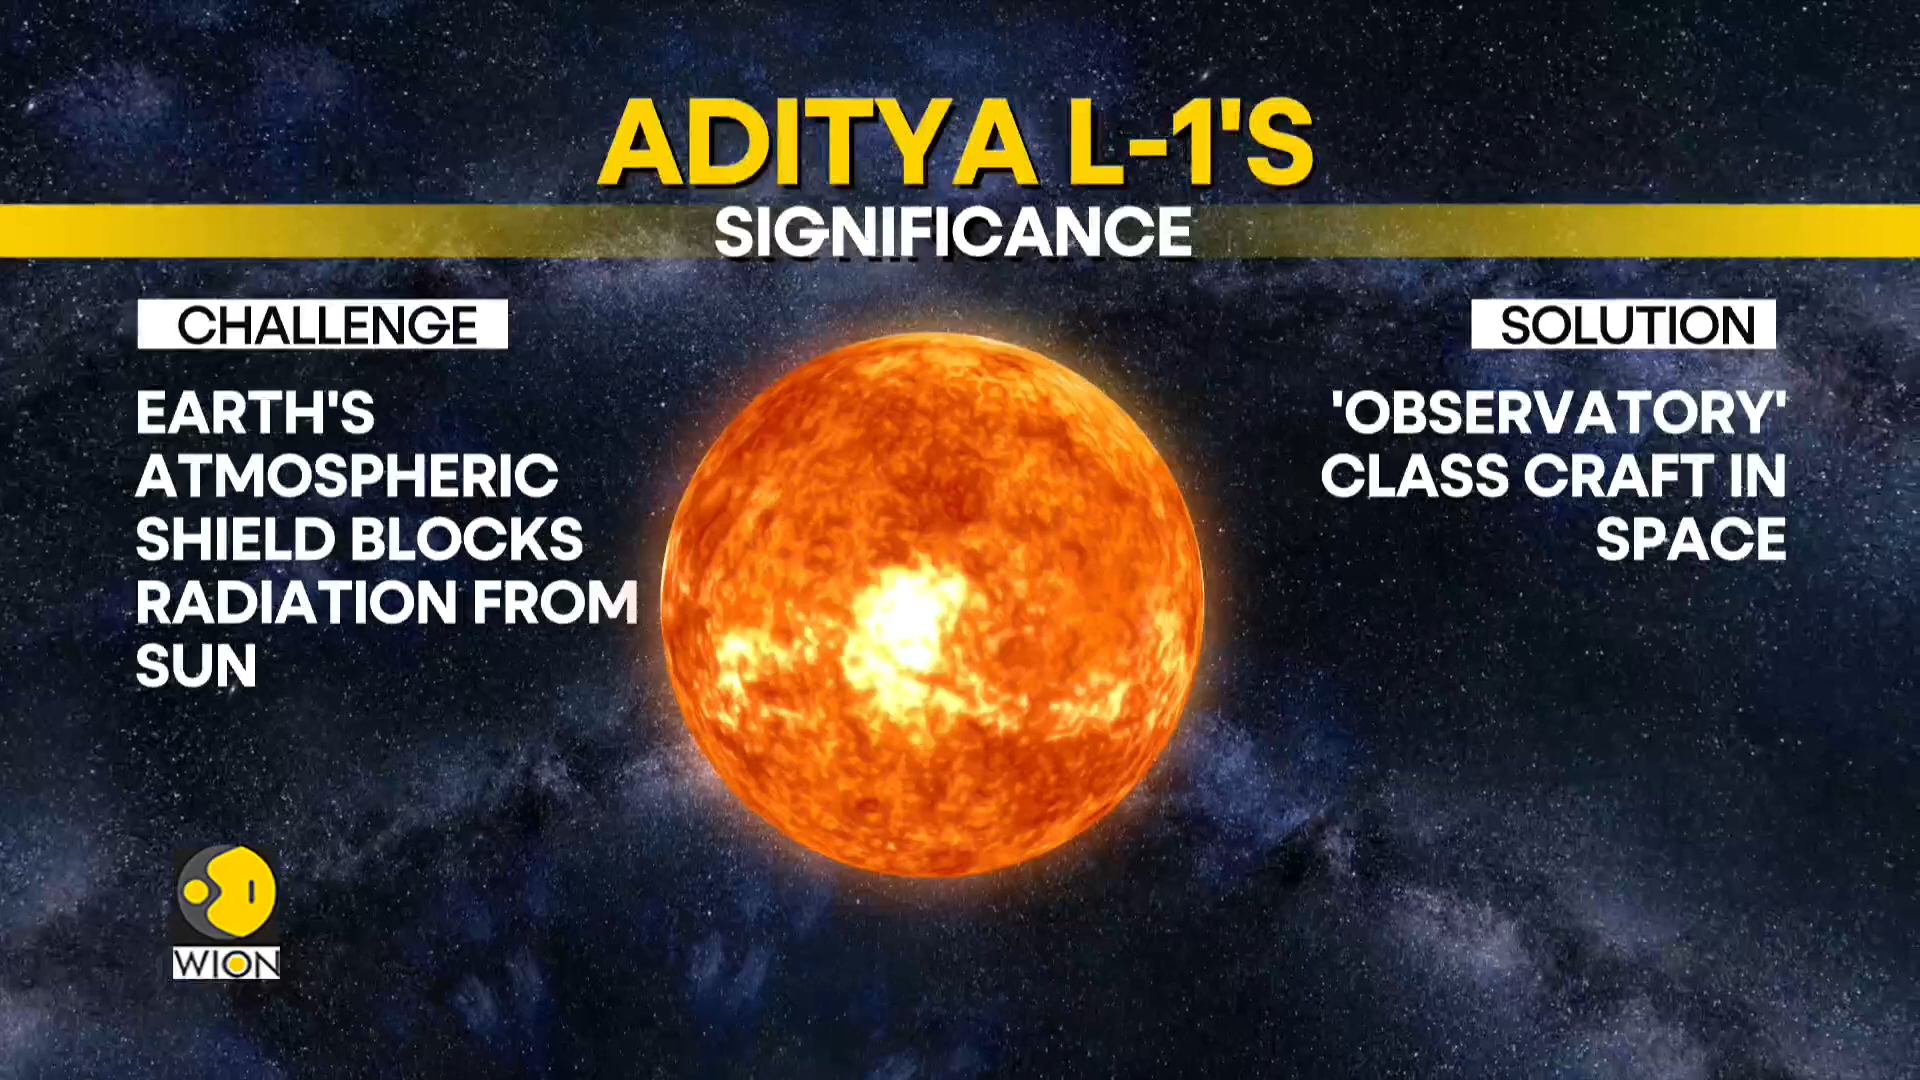 ADITYA L-1'S
SIGNIFICANCE
CHALLENGE
EARTH'S
ATMOSPHERIC
SHIELD BLOCKS
RADIATION FROM
SUN
SOLUTION
'OBSERVATORY'
CLASS CRAFT IN
SPACE
WION